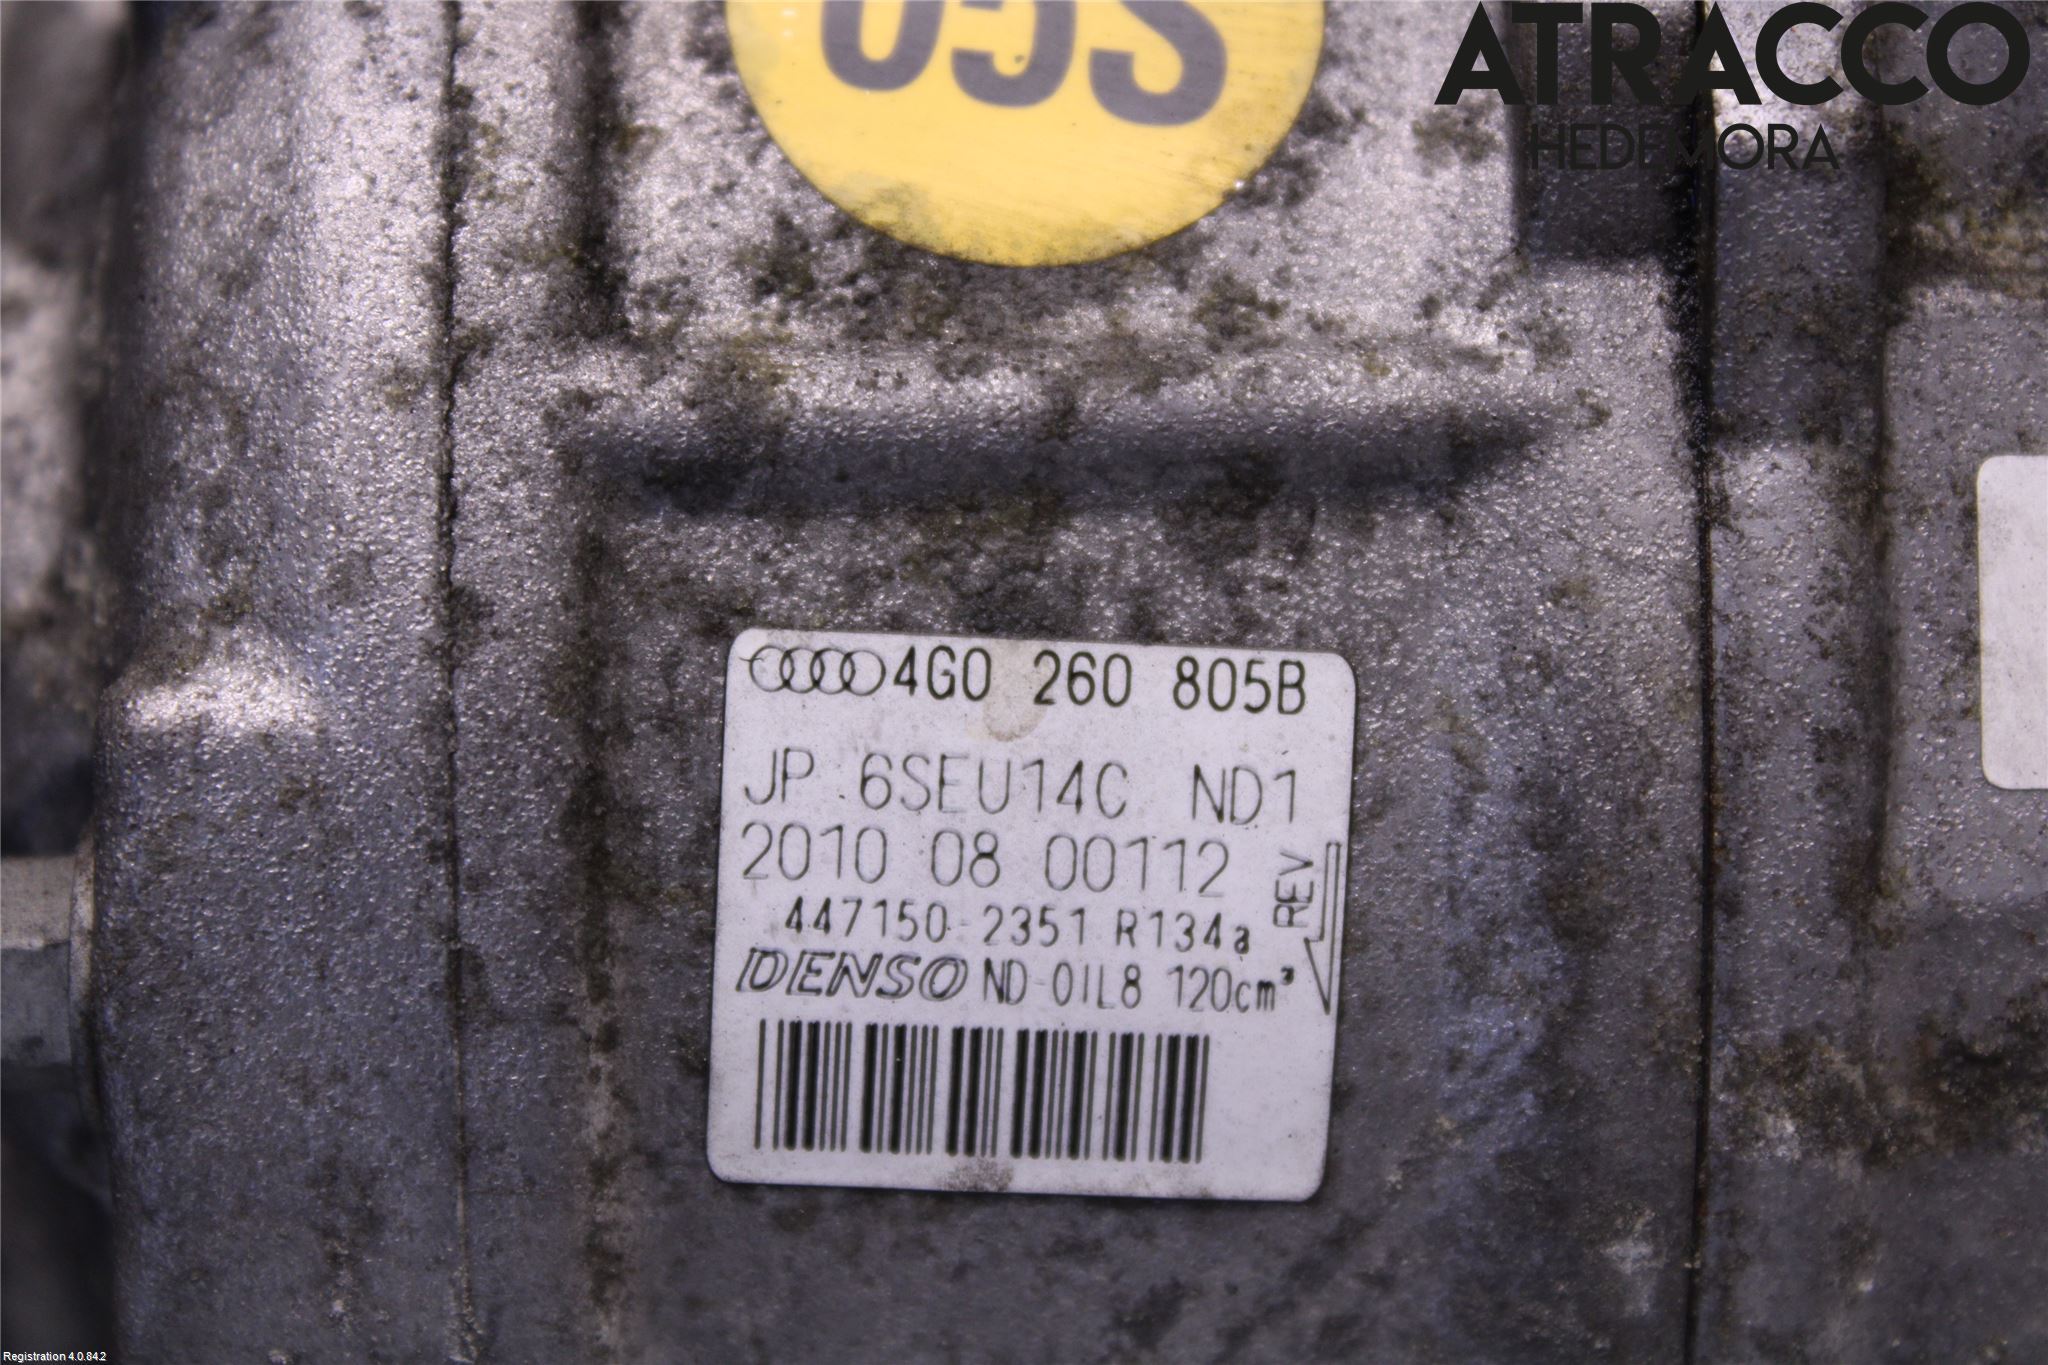 ATRACCO
HEDEMORA
05S
4G0 260 805B
JP 6SEU14C ND1
2010 08 00112
REV
447150-2351 R134a
DENSO ND-OIL8 120cm³
Registration 4.0.84.2